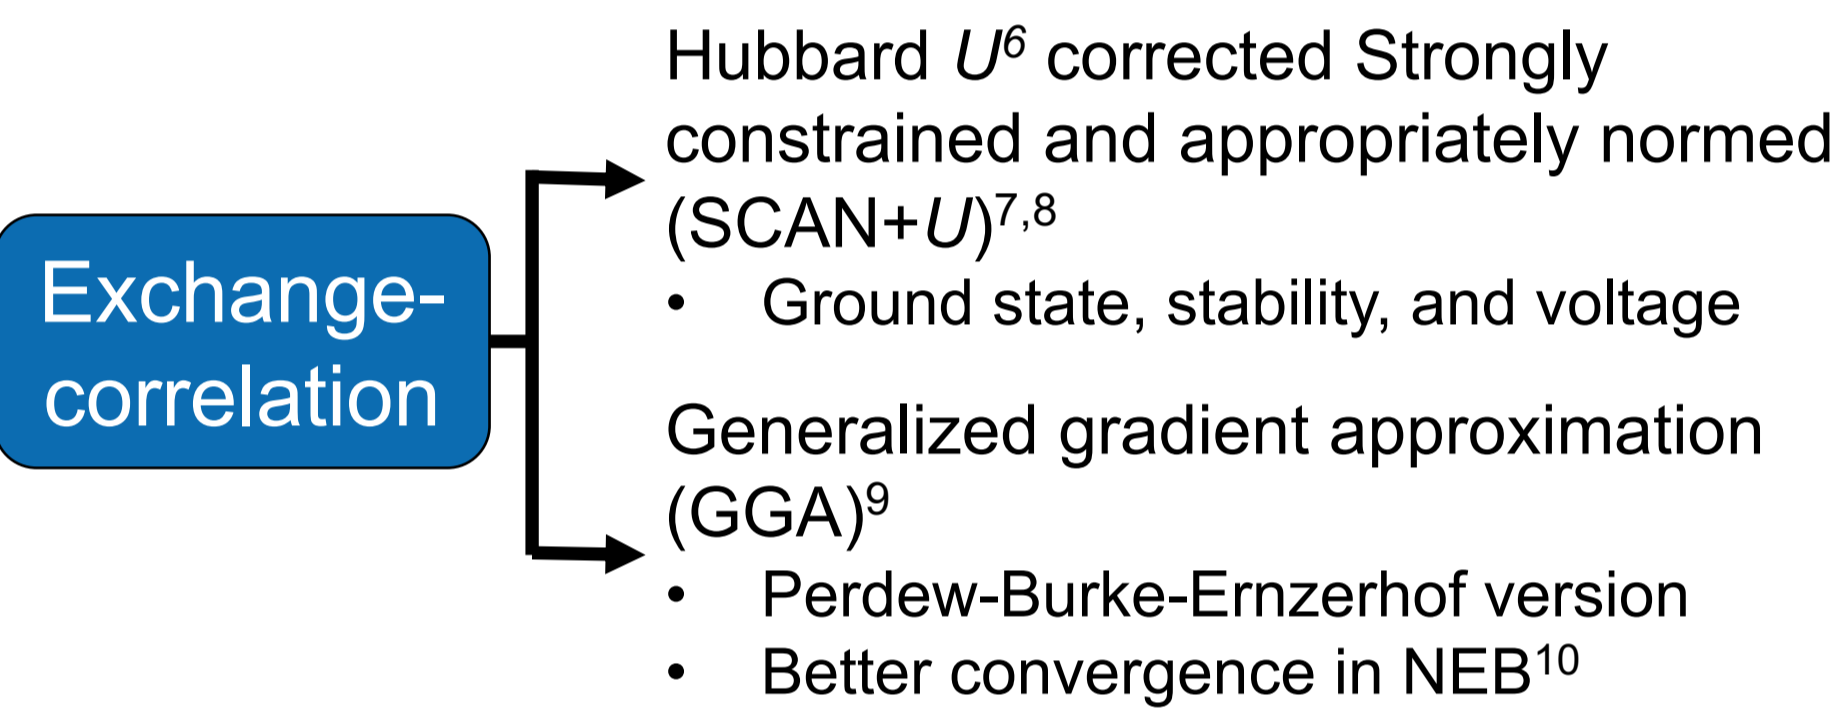 Exchange-
correlation
Hubbard U⁶ corrected Strongly
constrained and appropriately normed
(SCAN+U)⁷,⁸
• Ground state, stability, and voltage
Generalized gradient approximation
(GGA)⁹
• Perdew-Burke-Ernzerhof version
• Better convergence in NEB¹⁰